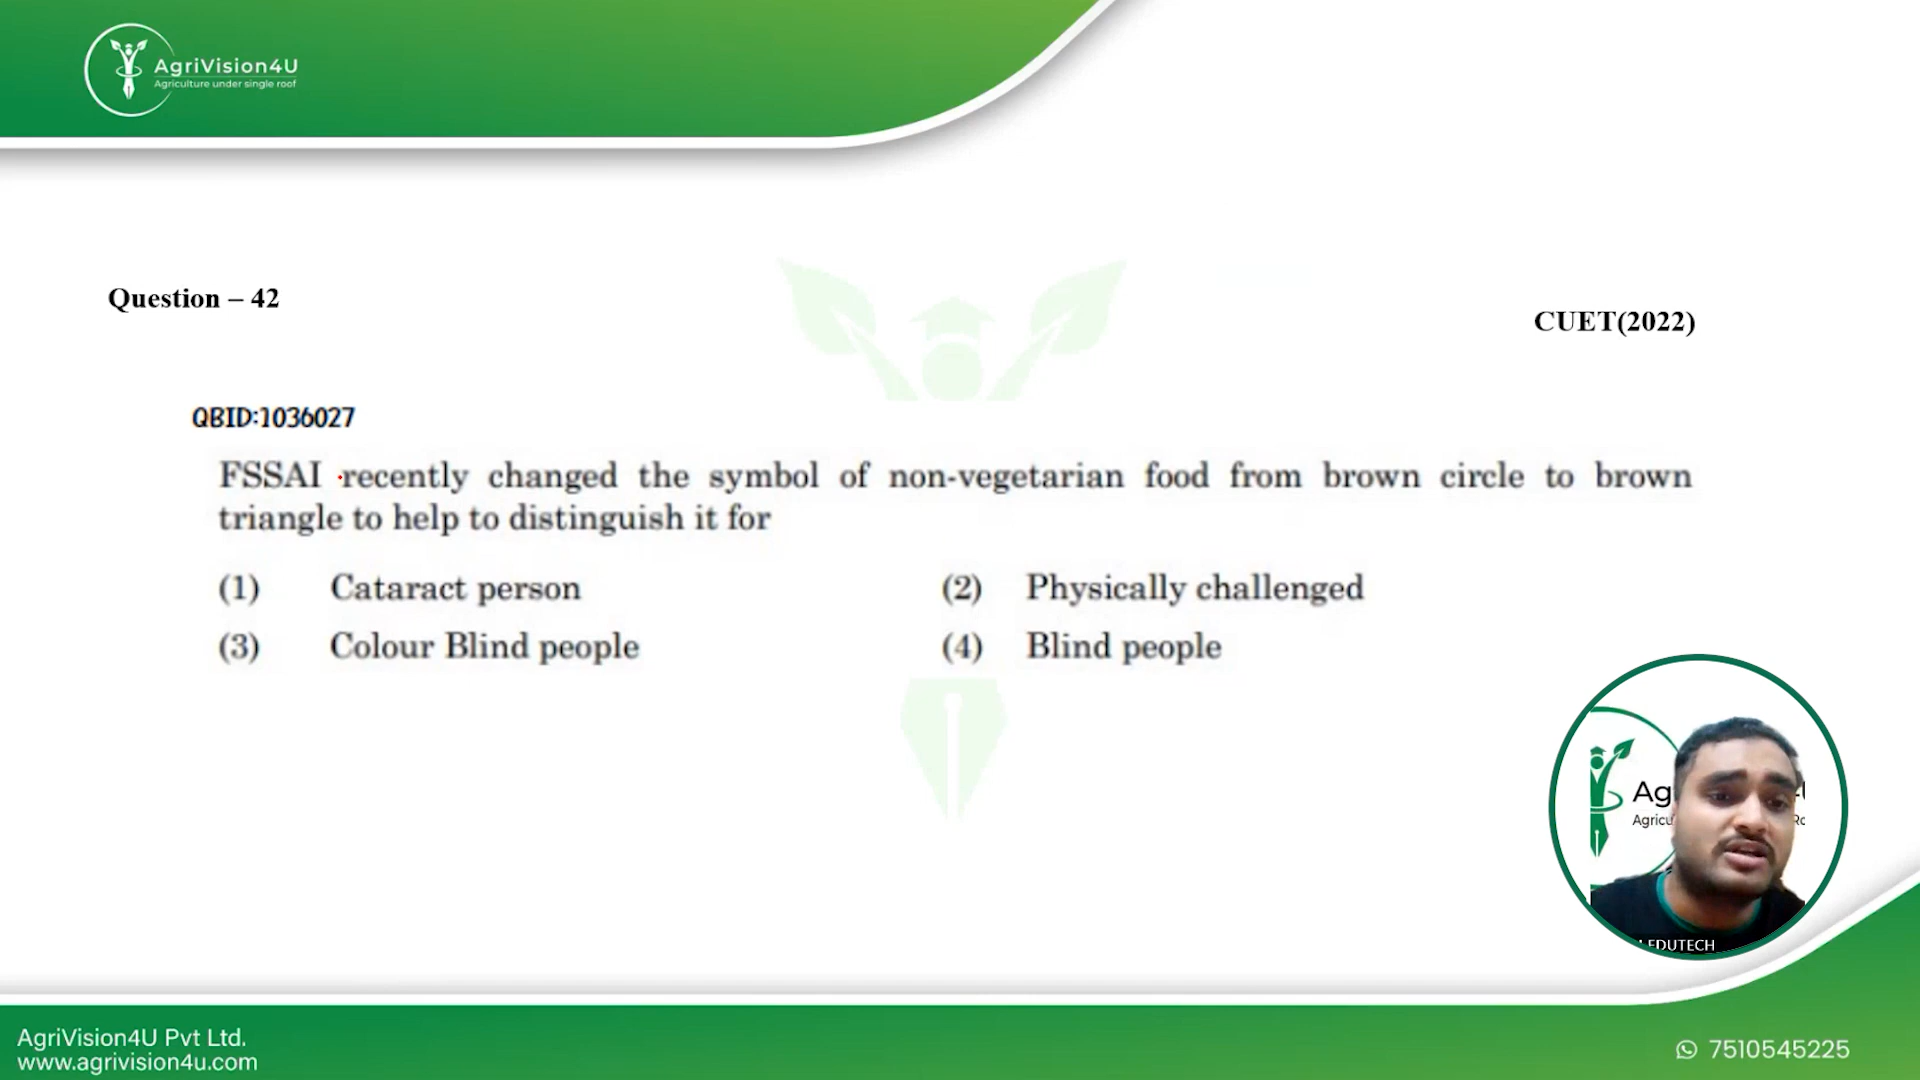 AgriVision4U
Agriculture under single roof
Question – 42
CUET(2022)
QBID:1036027
FSSAI recently changed the symbol of non-vegetarian food from brown circle to brown
triangle to help to distinguish it for
(1) Cataract person (2) Physically challenged
(3) Colour Blind people (4) Blind people
Ag
Agricu
EDUTECH
AgriVision4U Pvt Ltd.
www.agrivision4u.com
7510545225